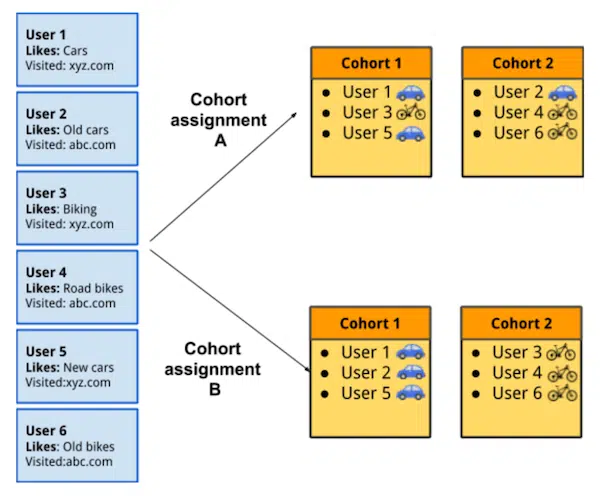 User 1
Likes: Cars
Visited: xyz.com
User 2
Likes: Old cars
Visited: abc.com
User 3
Likes: Biking
Visited: xyz.com
User 4
Likes: Road bikes
Visited: abc.com
User 5
Likes: New cars
Visited:xyz.com
User 6
Likes: Old bikes
Visited:abc.com
Cohort
assignment
A
Cohort 1
• User 1
• User 3
• User 5
Cohort 2
• User 2
• User 4
• User 6
Cohort
assignment
B
Cohort 1
• User 1
• User 2
• User 5
Cohort 2
• User 3
• User 4
• User 6